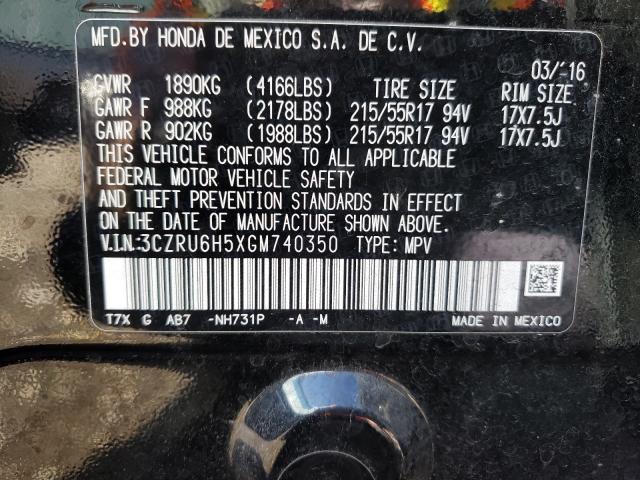 MFD.BY HONDA DE MEXICO S.A. DE C.V.
03/'16
GVWR 1890KG (4166LBS) TIRE SIZE RIM SIZE
GAWR F 988KG (2178LBS) 215/55R17 94V 17X7.5J
GAWR R 902KG (1988LBS) 215/55R17 94V 17X7.5J
THIS VEHICLE CONFORMS TO ALL APPLICABLE
FEDERAL MOTOR VEHICLE SAFETY
AND THEFT PREVENTION STANDARDS IN EFFECT
ON THE DATE OF MANUFACTURE SHOWN ABOVE.
V.I.N.:3CZRU6H5XGM740350 TYPE: MPV
T7X G AB7 -NH731P -A -M MADE IN MEXICO